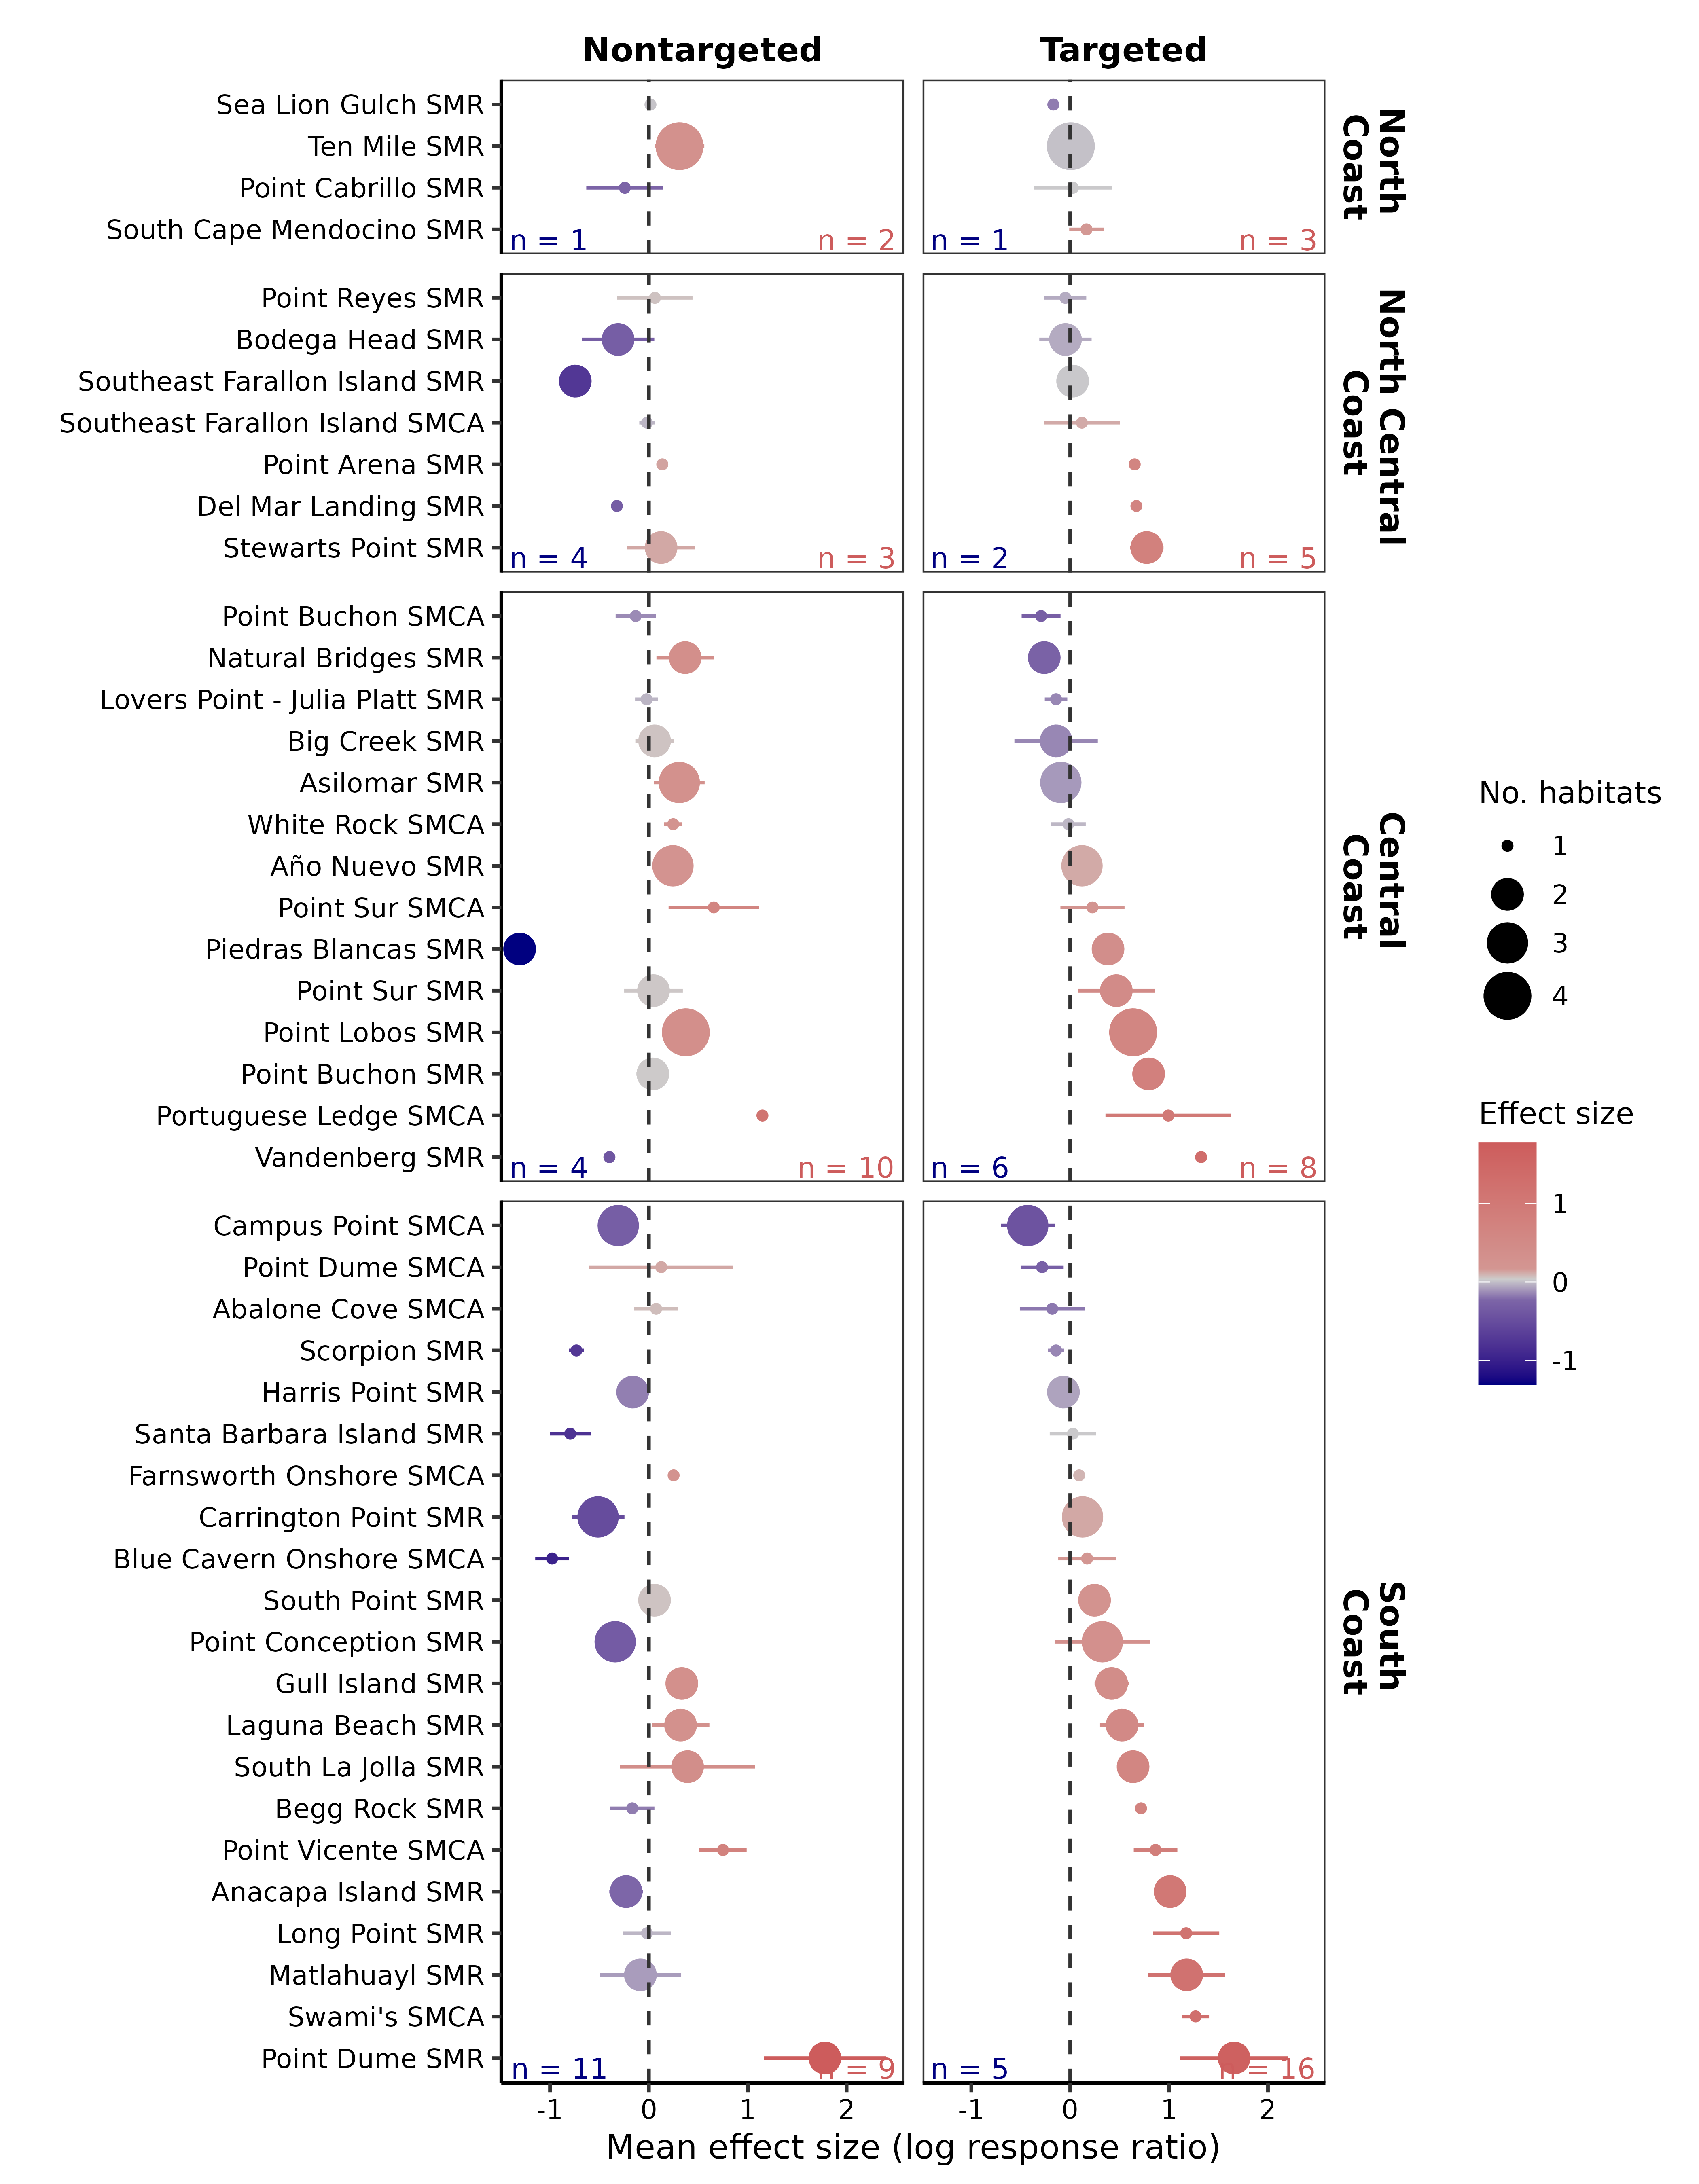 Nontargeted Targeted
Sea Lion Gulch SMR
Ten Mile SMR
Point Cabrillo SMR
South Cape Mendocino SMR
n = 1 n = 2 n = 1 n = 3
North
Coast
Point Reyes SMR
Bodega Head SMR
Southeast Farallon Island SMR
Southeast Farallon Island SMCA
Point Arena SMR
Del Mar Landing SMR
Stewarts Point SMR
n = 4 n = 3 n = 2 n = 5
North Central
Coast
Point Buchon SMCA
Natural Bridges SMR
Lovers Point - Julia Platt SMR
Big Creek SMR
Asilomar SMR
White Rock SMCA
Año Nuevo SMR
Point Sur SMCA
Piedras Blancas SMR
Point Sur SMR
Point Lobos SMR
Point Buchon SMR
Portuguese Ledge SMCA
Vandenberg SMR
n = 4 n = 10 n = 6 n = 8
Central
Coast
Campus Point SMCA
Point Dume SMCA
Abalone Cove SMCA
Scorpion SMR
Harris Point SMR
Santa Barbara Island SMR
Farnsworth Onshore SMCA
Carrington Point SMR
Blue Cavern Onshore SMCA
South Point SMR
Point Conception SMR
Gull Island SMR
Laguna Beach SMR
South La Jolla SMR
Begg Rock SMR
Point Vicente SMCA
Anacapa Island SMR
Long Point SMR
Matlahuayl SMR
Swami's SMCA
Point Dume SMR
n = 11 n = 9 n = 5 n = 16
South
Coast
-1 0 1 2 -1 0 1 2
Mean effect size (log response ratio)
No. habitats
1
2
3
4
Effect size
1
0
-1